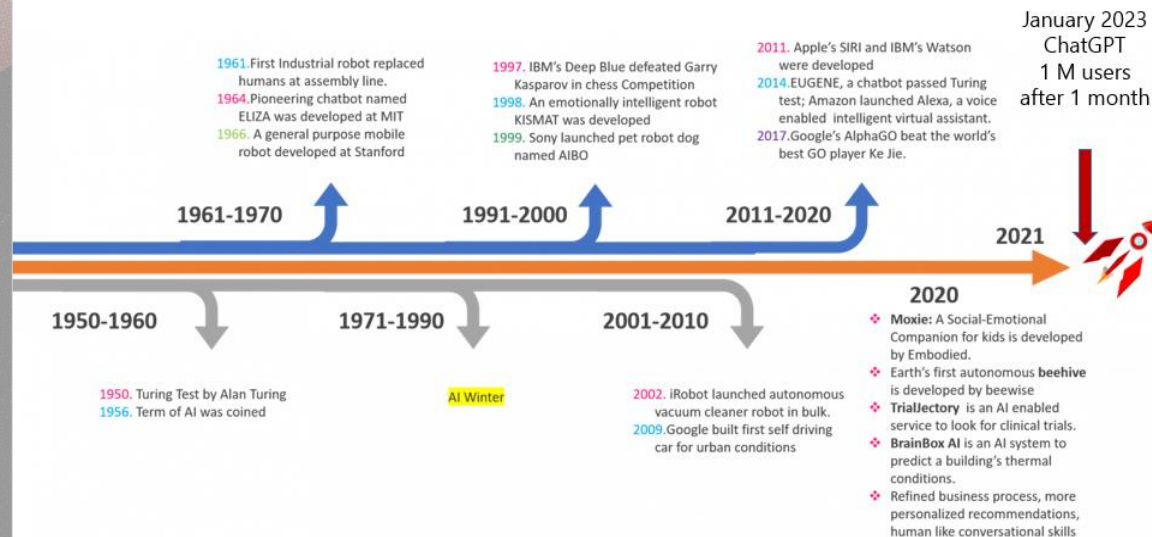 January 2023
ChatGPT
1 M users
after 1 month
1961.First Industrial robot replaced
humans at assembly line.
1964.Pioneering chatbot named
ELIZA was developed at MIT
1966. A general purpose mobile
robot developed at Stanford
1997. IBM's Deep Blue defeated Garry
Kasparov in chess Competition
1998. An emotionally intelligent robot
KISMAT was developed
1999. Sony launched pet robot dog
named AIBO
2011. Apple's SIRI and IBM's Watson
were developed
2014.EUGENE, a chatbot passed Turing
test; Amazon launched Alexa, a voice
enabled intelligent virtual assistant.
2017.Google's AlphaGO beat the world's
best GO player Ke Jie.
1961-1970
1991-2000
2011-2020
2021
1950-1960
1971-1990
2001-2010
2020
1950. Turing Test by Alan Turing
1956. Term of AI was coined
AI Winter
2002. iRobot launched autonomous
vacuum cleaner robot in bulk.
2009.Google built first self driving
car for urban conditions
Moxie: A Social-Emotional
Companion for kids is developed
by Embodied.
Earth's first autonomous beehive
is developed by beewise
TrialJectory is an AI enabled
service to look for clinical trials.
BrainBox AI is an AI system to
predict a building's thermal
conditions.
Refined business process, more
personalized recommendations,
human like conversational skills